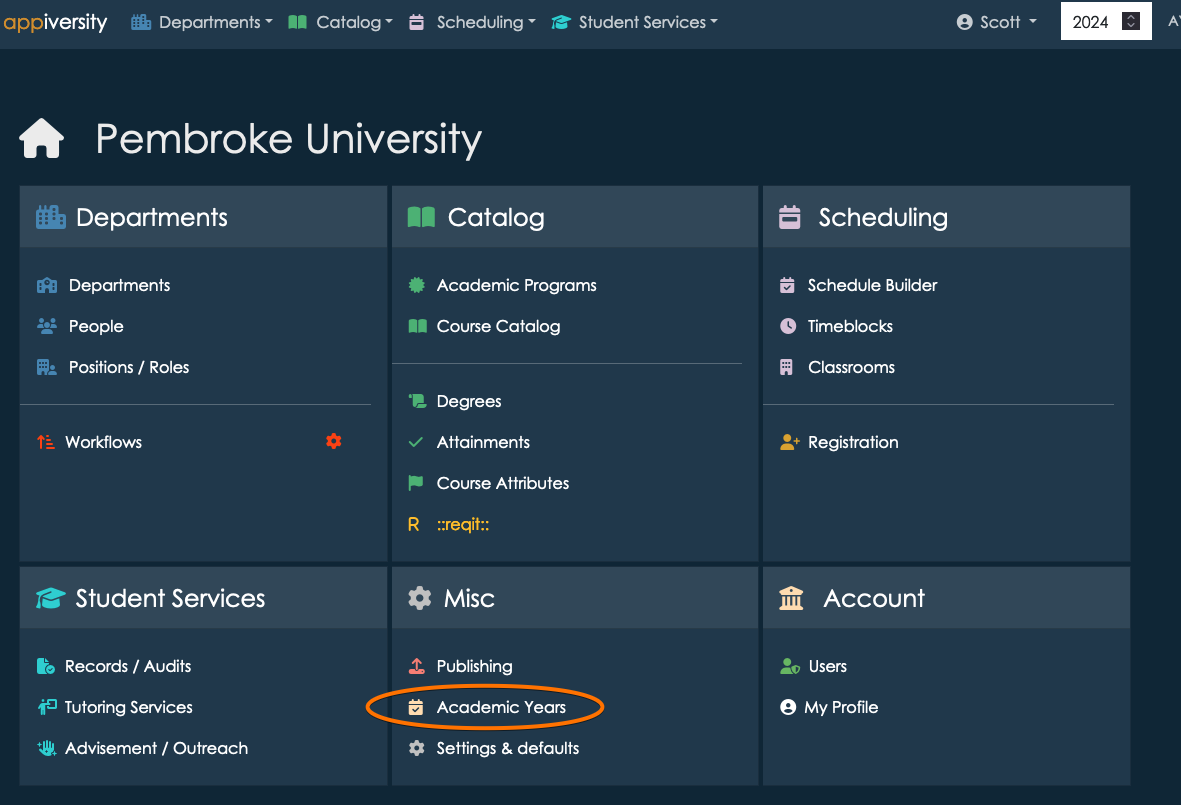 appiversity Departments Catalog Scheduling Student Services Scott 2024
Pembroke University
Departments
Departments
People
Positions / Roles
Workflows
Catalog
Academic Programs
Course Catalog
Degrees
Attainments
Course Attributes
R ::reqit::
Scheduling
Schedule Builder
Timeblocks
Classrooms
Registration
Student Services
Records / Audits
Tutoring Services
Advisement / Outreach
Misc
Publishing
Academic Years
Settings & defaults
Account
Users
My Profile